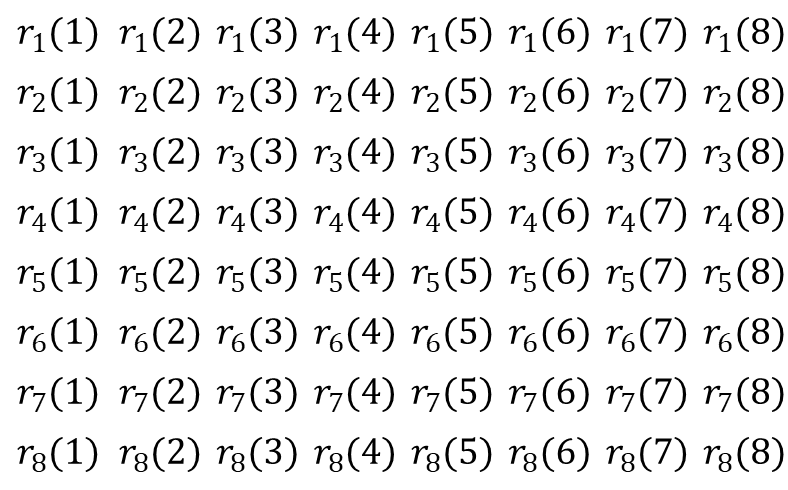 r₁(1) r₁(2) r₁(3) r₁(4) r₁(5) r₁(6) r₁(7) r₁(8)
r₂(1) r₂(2) r₂(3) r₂(4) r₂(5) r₂(6) r₂(7) r₂(8)
r₃(1) r₃(2) r₃(3) r₃(4) r₃(5) r₃(6) r₃(7) r₃(8)
r₄(1) r₄(2) r₄(3) r₄(4) r₄(5) r₄(6) r₄(7) r₄(8)
r₅(1) r₅(2) r₅(3) r₅(4) r₅(5) r₅(6) r₅(7) r₅(8)
r₆(1) r₆(2) r₆(3) r₆(4) r₆(5) r₆(6) r₆(7) r₆(8)
r₇(1) r₇(2) r₇(3) r₇(4) r₇(5) r₇(6) r₇(7) r₇(8)
r₈(1) r₈(2) r₈(3) r₈(4) r₈(5) r₈(6) r₈(7) r₈(8)